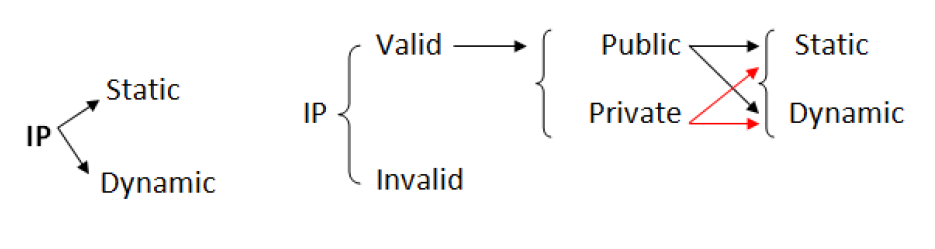 IP
Static
Dynamic
IP
Valid
Invalid
Public
Private
Static
Dynamic